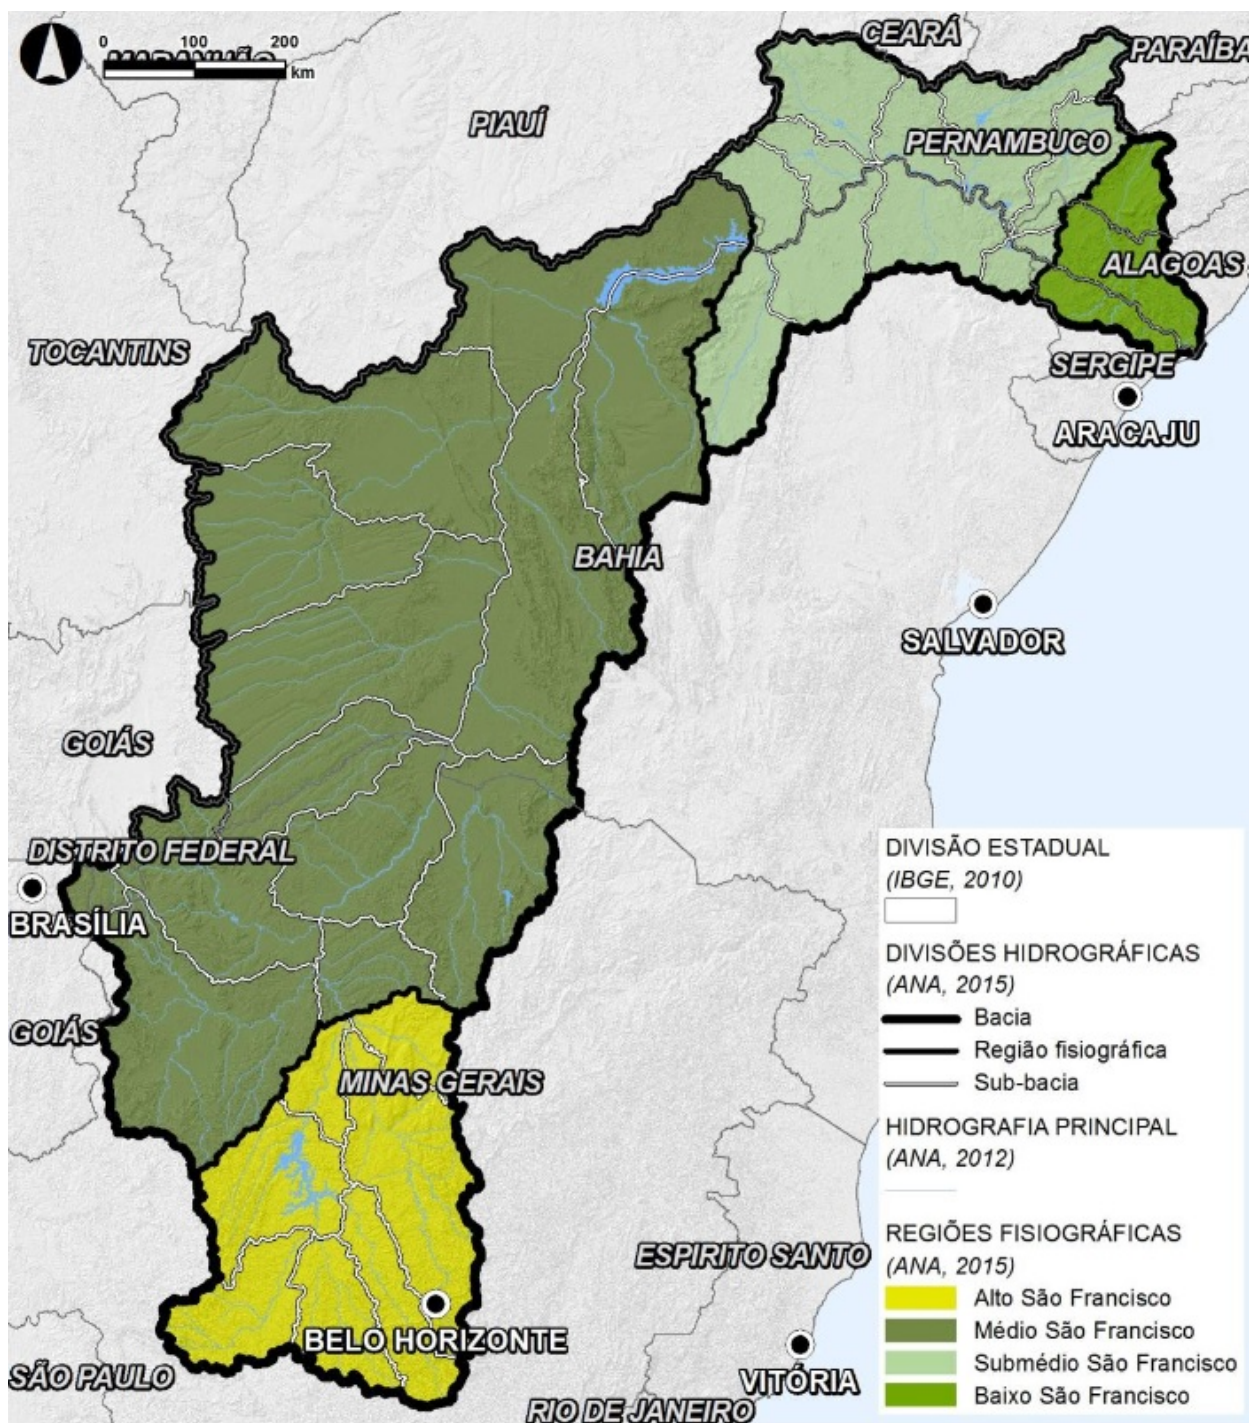 0 100 200
MARANHÃO
km
CEARÁ
PARAÍBA
PIAUÍ
PERNAMBUCO
ALAGOAS
TOCANTINS
SERGIPE
ARACAJU
BAHIA
SALVADOR
GOIÁS
DISTRITO FEDERAL
BRASÍLIA
GOIÁS
MINAS GERAIS
ESPIRITO SANTO
BELO HORIZONTE
SÃO PAULO
VITÓRIA
RIO DE JANEIRO
DIVISÃO ESTADUAL
(IBGE, 2010)
DIVISÕES HIDROGRÁFICAS
(ANA, 2015)
Bacia
Região fisiográfica
Sub-bacia
HIDROGRAFIA PRINCIPAL
(ANA, 2012)
REGIÕES FISIOGRÁFICAS
(ANA, 2015)
Alto São Francisco
Médio São Francisco
Submédio São Francisco
Baixo São Francisco